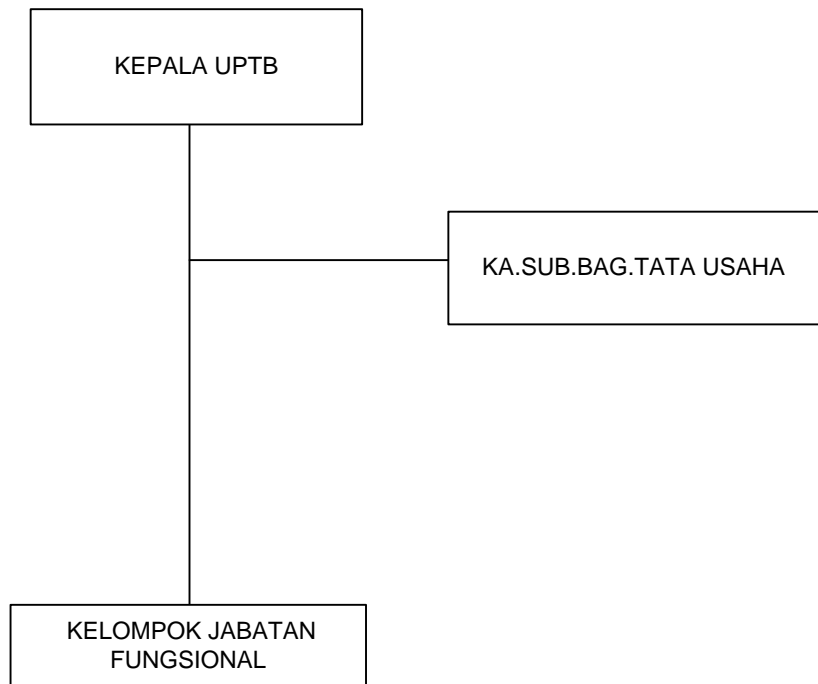 KEPALA UPTB
KA.SUB.BAG.TATA USAHA
KELOMPOK JABATAN
FUNGSIONAL